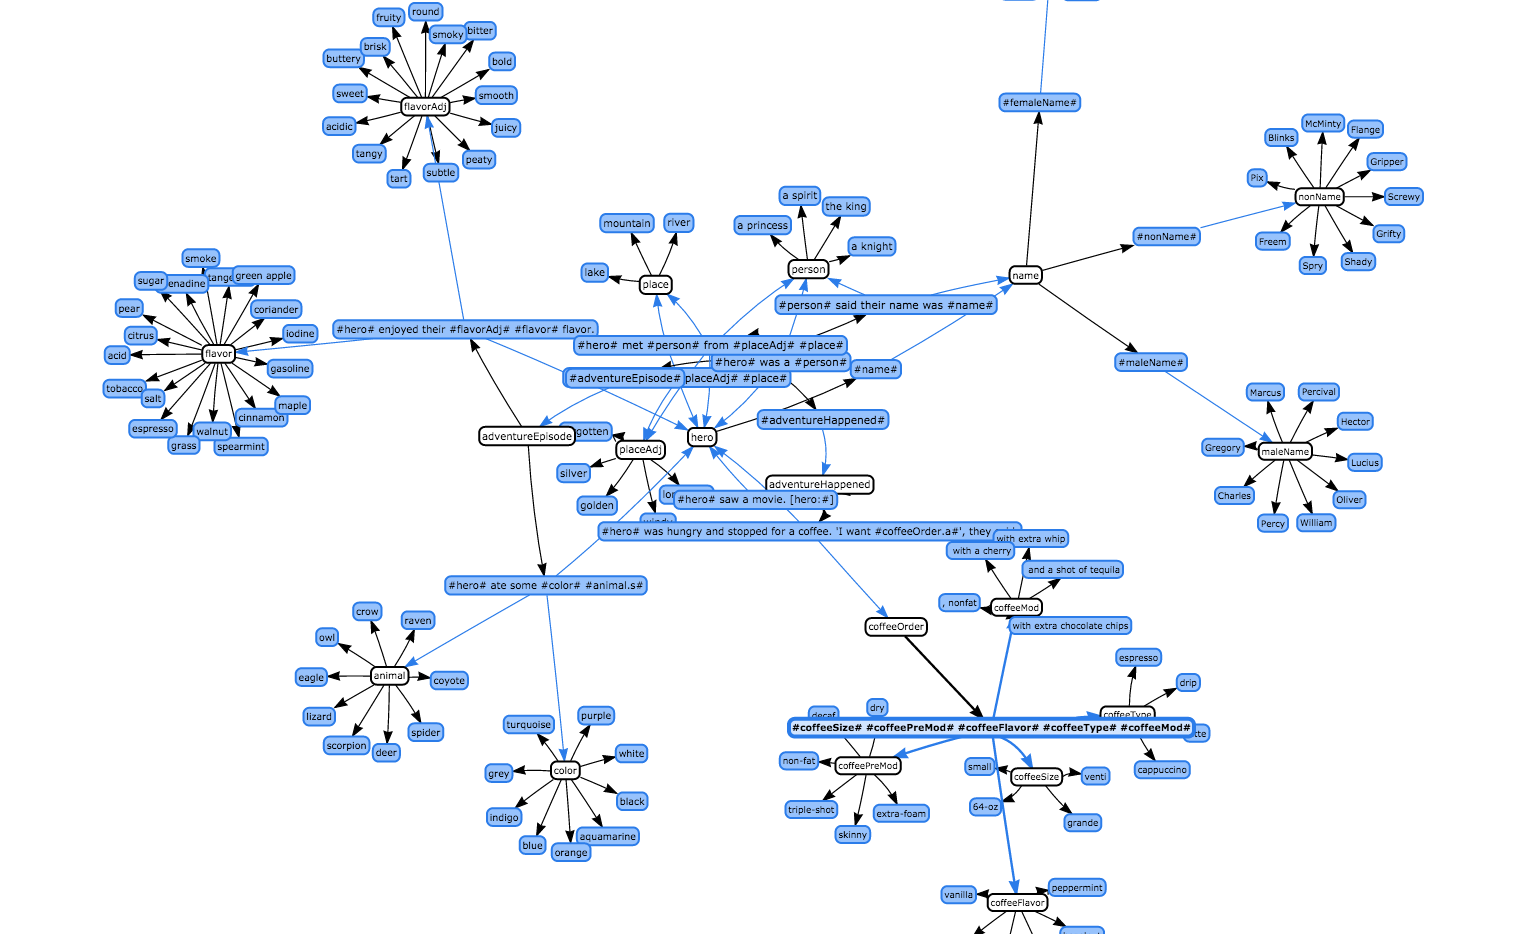 fruity
round
smoky
bitter
brisk
buttery
bold
sweet
smooth
flavorAdj
acidic
juicy
tangy
peaty
tart
subtle
#femaleName#
McMinty
Blinks
Flange
Gripper
Pix
nonName
Screwy
Freem
Grifty
Spry
Shady
#nonName#
a spirit
the king
a princess
a knight
person
mountain
river
lake
place
name
smoke
sugar
green apple
pear
coriander
citrus
iodine
acid
flavor
gasoline
tobacco
salt
maple
cinnamon
espresso
walnut
grass
spearmint
#person# said their name was #name#
#hero# enjoyed their #flavorAdj# #flavor# flavor.
#hero# met #person# from #placeAdj# #place#
#hero# was a #person#
#name#
#adventureEpisode#
placeAdj# #place#
#maleName#
#adventureHappened#
adventureEpisode
hero
placeAdj
silver
golden
windy
adventureHappened
#hero# saw a movie. [hero:#]
#hero# was hungry and stopped for a coffee. 'I want #coffeeOrder.a#', they
Marcus
Percival
Hector
Gregory
maleName
Lucius
Charles
Oliver
Percy
William
with extra whip
with a cherry
and a shot of tequila
, nonfat
coffeeMod
with extra chocolate chips
#hero# ate some #color# #animal.s#
coffeeOrder
crow
raven
owl
eagle
animal
coyote
lizard
spider
scorpion
deer
espresso
drip
coffeeType
cappuccino
decaf
dry
#coffeeSize# #coffeePreMod# #coffeeFlavor# #coffeeType# #coffeeMod#
turquoise
purple
white
grey
color
black
indigo
aquamarine
blue
orange
non-fat
coffeePreMod
triple-shot
extra-foam
skinny
small
coffeeSize
venti
64-oz
grande
vanilla
peppermint
coffeeFlavor